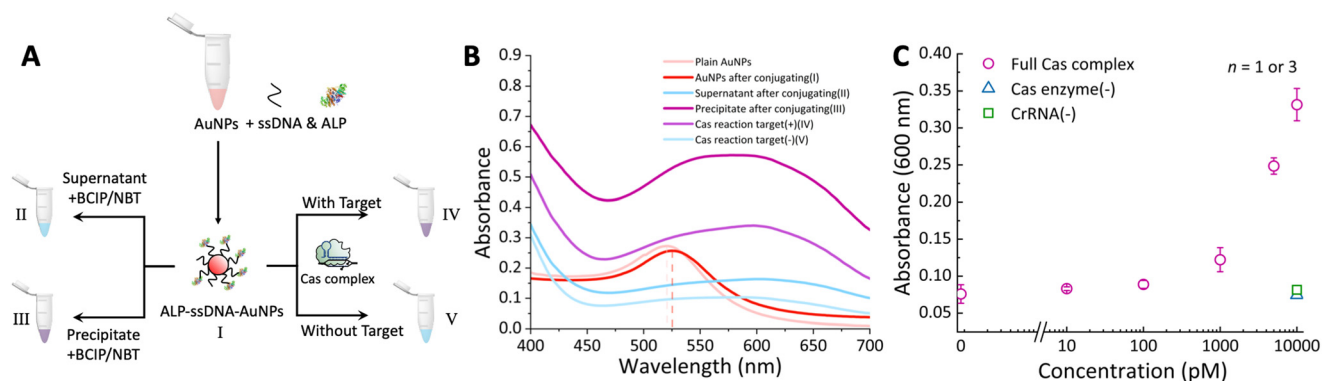 A
AuNPs + ssDNA & ALP
Supernatant
+BCIP/NBT
II
With Target
IV
Cas complex
III
Precipitate
+BCIP/NBT
ALP-ssDNA-AuNPs
I
Without Target
V
B
Absorbance
0.9
0.8
0.7
0.6
0.5
0.4
0.3
0.2
0.1
0.0
Plain AuNPs
AuNPs after conjugating(I)
Supernatant after conjugating(II)
Precipitate after conjugating(III)
Cas reaction target(+)(IV)
Cas reaction target(-)(V)
400 450 500 550 600 650 700
Wavelength (nm)
C
Absorbance (600 nm)
0.40
0.35
0.30
0.25
0.20
0.15
0.10
0.05
Full Cas complex
Cas enzyme(-)
CrRNA(-)
n = 1 or 3
0 10 100 1000 10000
Concentration (pM)